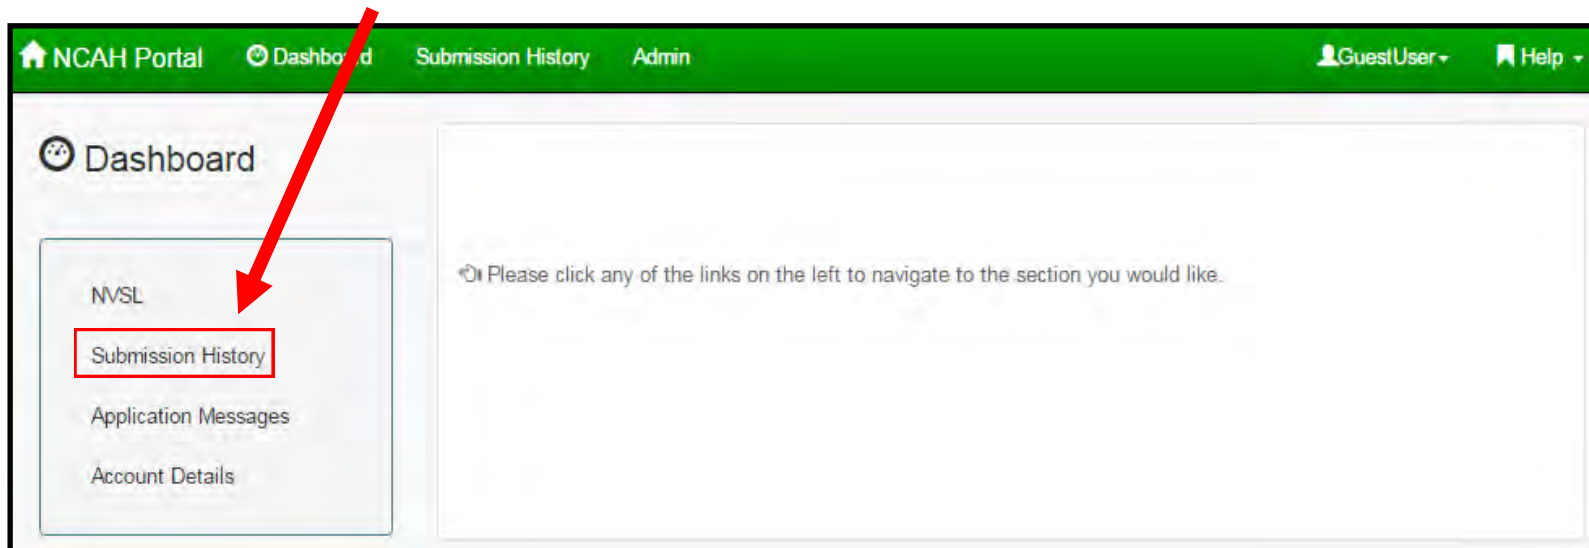 NCAH Portal Dashboard Submission History Admin GuestUser Help
Dashboard
NVSL
Submission History
Application Messages
Account Details
Please click any of the links on the left to navigate to the section you would like.